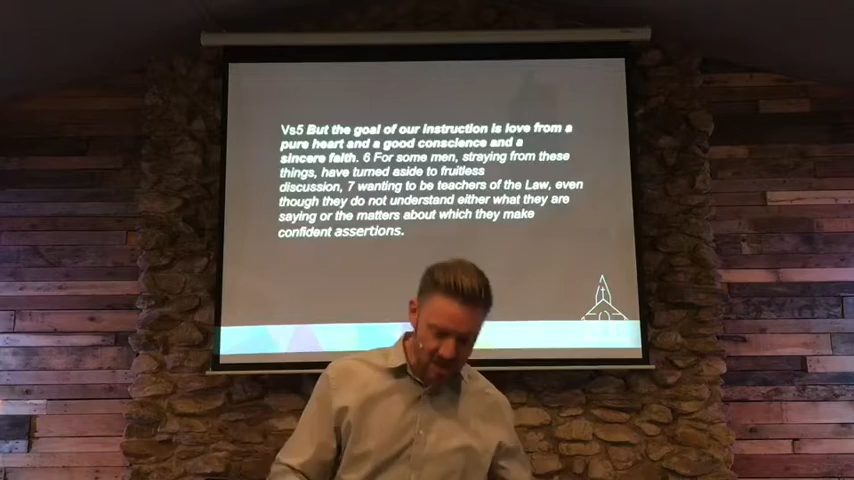 Vs5 But the goal of our instruction is love from a
pure heart and a good conscience and a
sincere faith. 6 For some men, straying from these
things, have turned aside to fruitless
discussion, 7 wanting to be teachers of the Law, even
though they do not understand either what they are
saying or the matters about which they make
confident assertions.